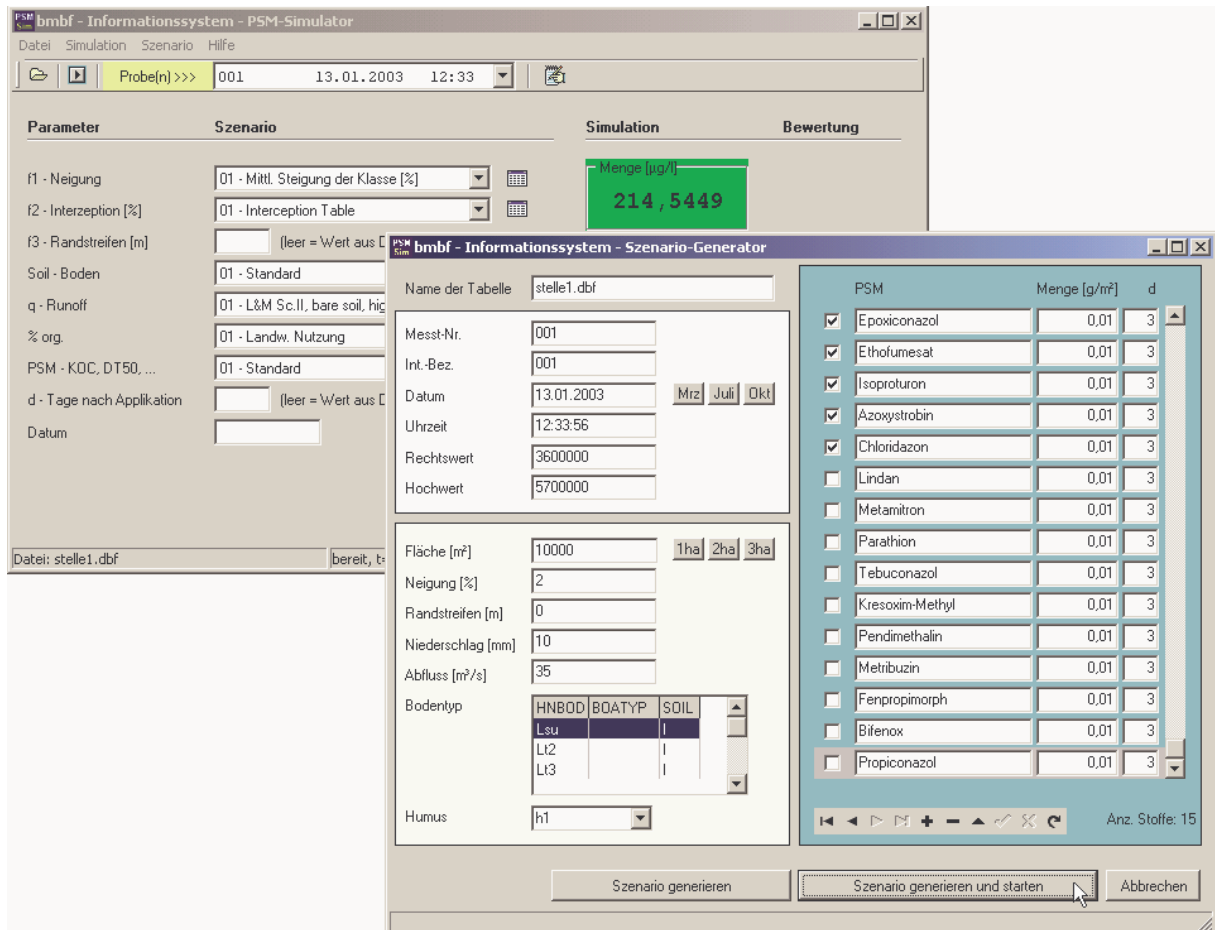 PSM Sim bmbf - Informationssystem - PSM-Simulator
Datei Simulation Szenario Hilfe
Probe(n) >>> 001 13.01.2003 12:33
Parameter Szenario Simulation Bewertung
f1 - Neigung 01 - Mittl. Steigung der Klasse [%]
Menge [µg/l]
214,5449
f2 - Interzeption [%] 01 - Interception Table
f3 - Randstreifen [m] (leer = Wert aus D
Soil - Boden 01 - Standard
q - Runoff 01 - L&M Sc.II, bare soil, hig
% org. 01 - Landw. Nutzung
PSM - KOC, DT50, ... 01 - Standard
d - Tage nach Applikation (leer = Wert aus D
Datum
Datei: stelle1.dbf bereit, t=
PSM Sim bmbf - Informationssystem - Szenario-Generator
Name der Tabelle stelle1.dbf
Messt-Nr. 001
Int.-Bez. 001
Datum 13.01.2003 Mrz Juli Okt
Uhrzeit 12:33:56
Rechtswert 3600000
Hochwert 5700000
Fläche [m²] 10000 1ha 2ha 3ha
Neigung [%] 2
Randstreifen [m] 0
Niederschlag [mm] 10
Abfluss [m³/s] 35
Bodentyp HNBOD BOATYP SOIL
Lsu l
Lt2 l
Lt3 l
Humus h1
PSM Menge [g/m²] d
Epoxiconazol 0,01 3
Ethofumesat 0,01 3
Isoproturon 0,01 3
Azoxystrobin 0,01 3
Chloridazon 0,01 3
Lindan 0,01 3
Metamitron 0,01 3
Parathion 0,01 3
Tebuconazol 0,01 3
Kresoxim-Methyl 0,01 3
Pendimethalin 0,01 3
Metribuzin 0,01 3
Fenpropimorph 0,01 3
Bifenox 0,01 3
Propiconazol 0,01 3
Anz. Stoffe: 15
Szenario generieren Szenario generieren und starten Abbrechen